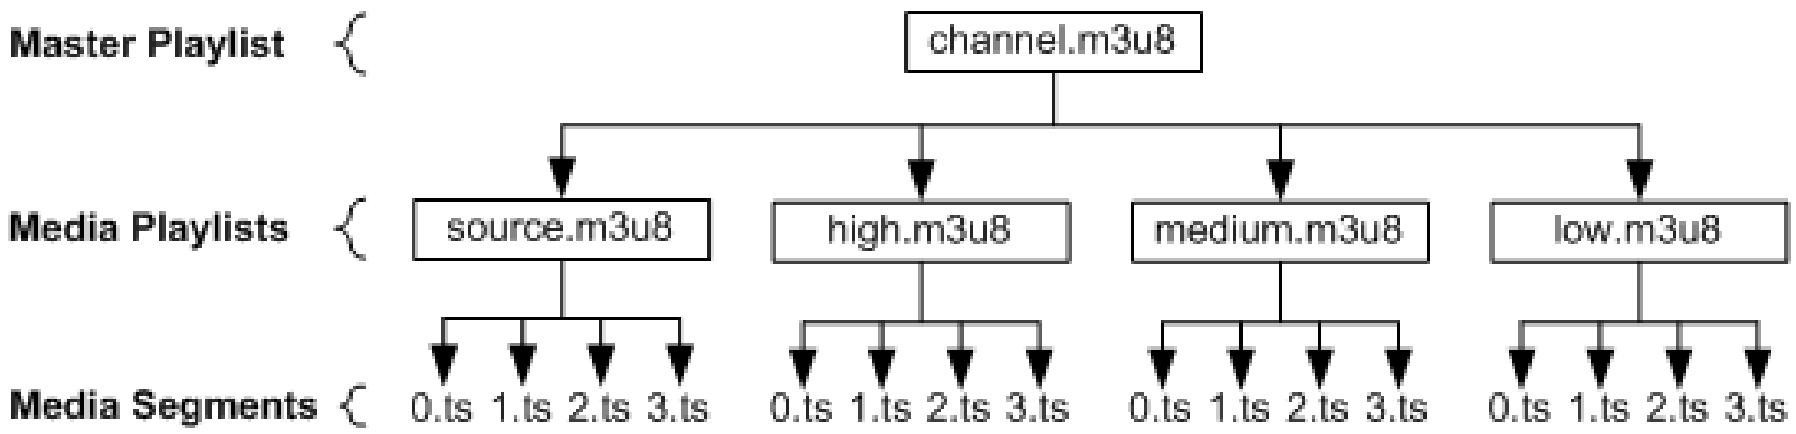 Master Playlist channel.m3u8
Media Playlists source.m3u8 high.m3u8 medium.m3u8 low.m3u8
Media Segments 0.ts 1.ts 2.ts 3.ts 0.ts 1.ts 2.ts 3.ts 0.ts 1.ts 2.ts 3.ts 0.ts 1.ts 2.ts 3.ts